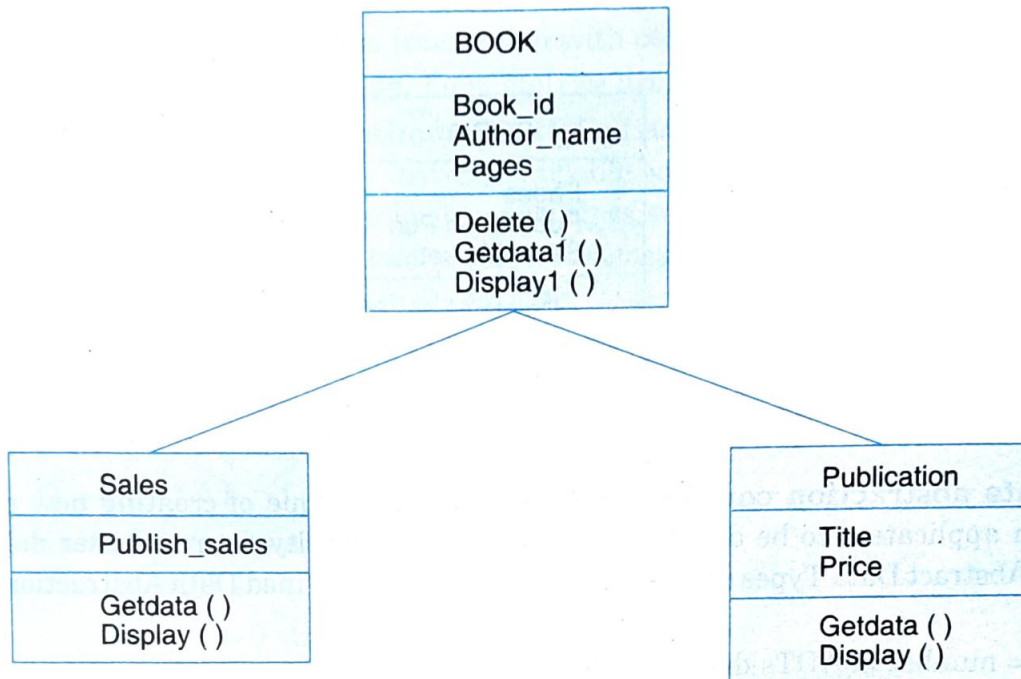 BOOK
Book_id
Author_name
Pages
Delete ( )
Getdata1 ( )
Display1 ( )
Sales
Publish_sales
Getdata ( )
Display ( )
Publication
Title
Price
Getdata ( )
Display ( )